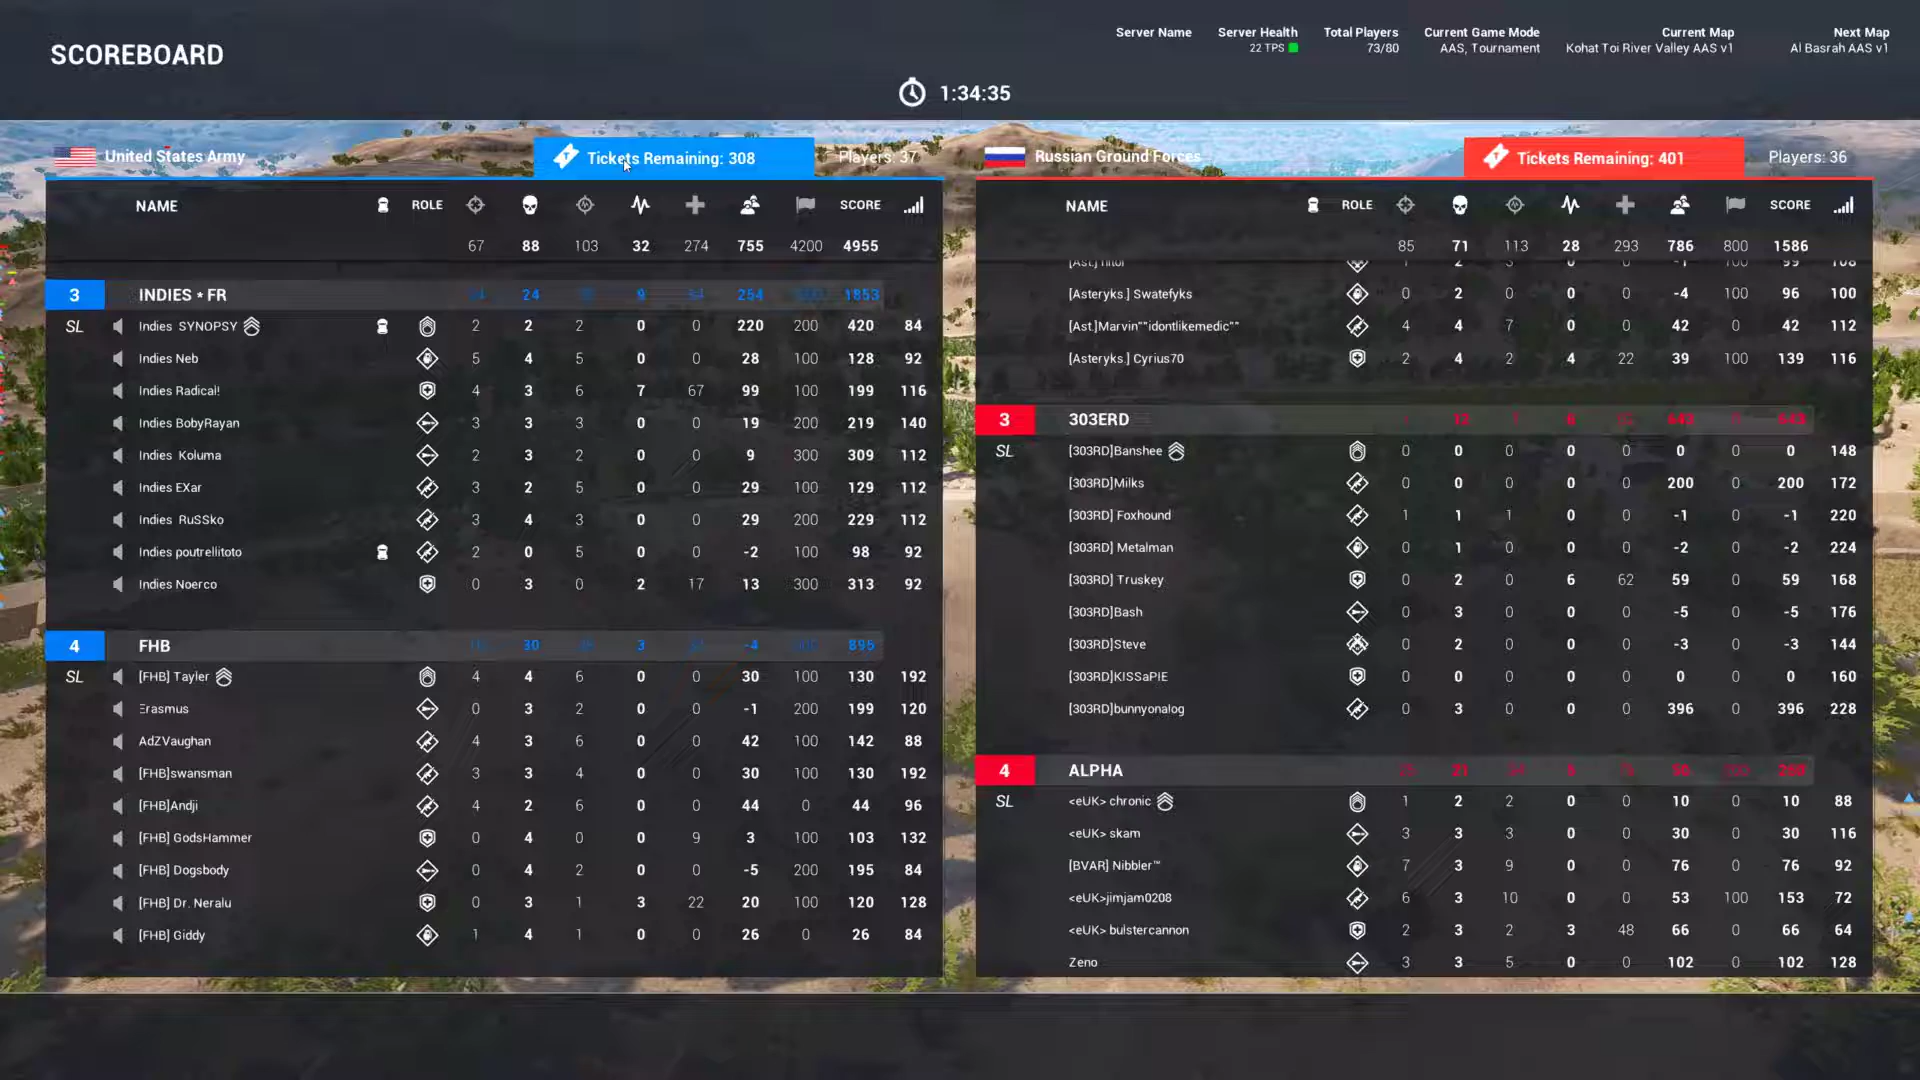 SCOREBOARD
Server Name
Server Health
22 TPS
Total Players
73/80
Current Game Mode
AAS, Tournament
Current Map
Kohat Toi River Valley AAS v1
Next Map
Al Basrah AAS v1
1:34:35
United States Army
Tickets Remaining: 308
Players: 37
NAME ROLE SCORE
67 88 103 32 274 755 4200 4955
3 INDIES * FR 24 9 254 1853
SL Indies SYNOPSY 2 2 2 0 0 220 200 420 84
Indies Neb 5 4 5 0 0 28 100 128 92
Indies Radical! 4 3 6 7 67 99 100 199 116
Indies BobyRayan 3 3 3 0 0 19 200 219 140
Indies Koluma 2 3 2 0 0 9 300 309 112
Indies EXar 3 2 5 0 0 29 100 129 112
Indies RuSSko 3 4 3 0 0 29 200 229 112
Indies poutrellitoto 2 0 5 0 0 -2 100 98 92
Indies Noerco 0 3 0 2 17 13 300 313 92
4 FHB 30 3 -4 895
SL [FHB] Tayler 4 4 6 0 0 30 100 130 192
Erasmus 0 3 2 0 0 -1 200 199 120
AdZVaughan 4 3 6 0 0 42 100 142 88
[FHB]swansman 3 3 4 0 0 30 100 130 192
[FHB]Andji 4 2 6 0 0 44 0 44 96
[FHB] GodsHammer 0 4 0 0 9 3 100 103 132
[FHB] Dogsbody 0 4 2 0 0 -5 200 195 84
[FHB] Dr. Neralu 0 3 1 3 22 20 100 120 128
[FHB] Giddy 1 4 1 0 0 26 0 26 84
Russian Ground Forces
Tickets Remaining: 401
Players: 36
NAME ROLE SCORE
85 71 113 28 293 786 800 1586
[Asteryks.] Swatefyks 0 2 0 0 0 -4 100 96 100
[Ast.]Marvin""idontlikemedic"" 4 4 7 0 0 42 0 42 112
[Asteryks.] Cyrius70 2 4 2 4 22 39 100 139 116
3 303ERD 12 6 643
SL [303RD]Banshee 0 0 0 0 0 0 0 0 148
[303RD]Milks 0 0 0 0 0 200 0 200 172
[303RD] Foxhound 1 1 1 0 0 -1 0 -1 220
[303RD] Metalman 0 1 0 0 0 -2 0 -2 224
[303RD] Truskey 0 2 0 6 62 59 0 59 168
[303RD]Bash 0 3 0 0 0 -5 0 -5 176
[303RD]Steve 0 2 0 0 0 -3 0 -3 144
[303RD]KISSaPIE 0 0 0 0 0 0 0 0 160
[303RD]bunnyonalog 0 3 0 0 0 396 0 396 228
4 ALPHA 21
SL <eUK> chronic 1 2 2 0 0 10 0 10 88
<eUK> skam 3 3 3 0 0 30 0 30 116
[BVAR] Nibbler™ 7 3 9 0 0 76 0 76 92
<eUK>jimjam0208 6 3 10 0 0 53 100 153 72
<eUK> bulstercannon 2 3 2 3 48 66 0 66 64
Zeno 3 3 5 0 0 102 0 102 128